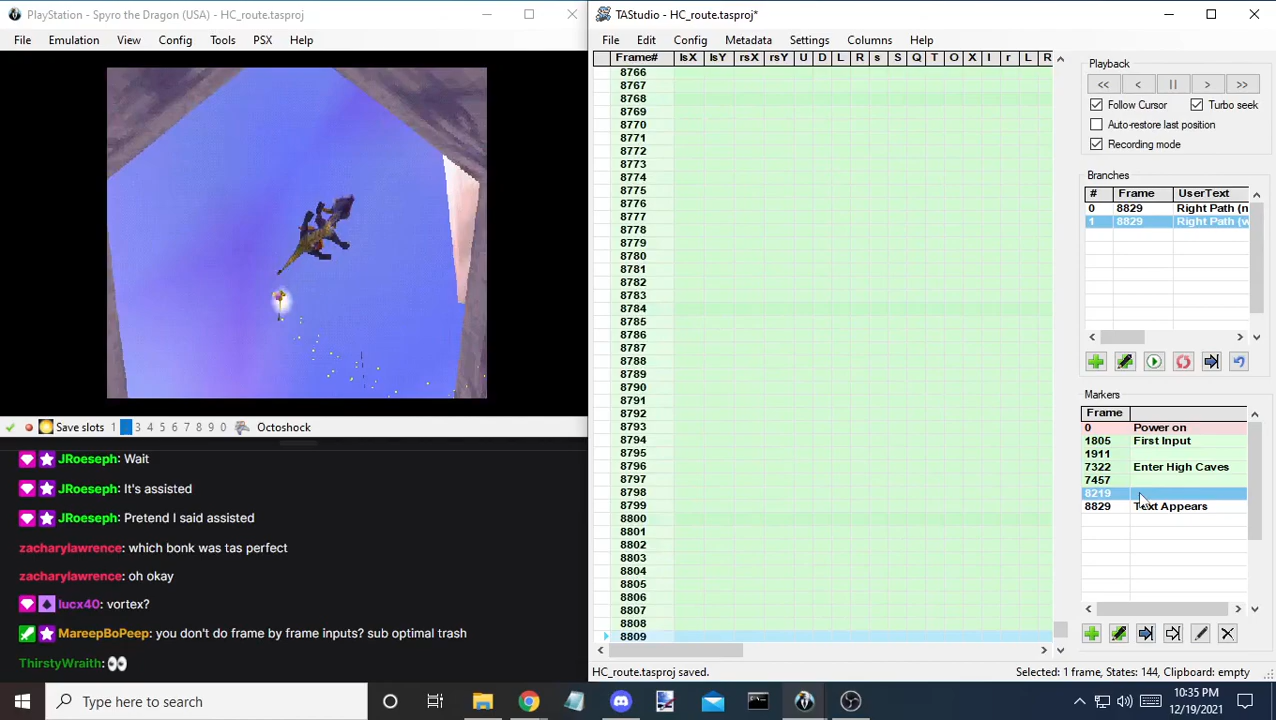 PlayStation - Spyro the Dragon (USA) - HC_route.tasproj
File Emulation View Config Tools PSX Help
Save slots 1 3 4 5 6 7 8 9 0 Octoshock
JRoeseph: Wait
JRoeseph: It's assisted
JRoeseph: Pretend I said assisted
zacharylawrence: which bonk was tas perfect
zacharylawrence: oh okay
lucx40: vortex?
MareepBoPeep: you don't do frame by frame inputs? sub optimal trash
ThirstyWraith: 👀
TAStudio - HC_route.tasproj*
File Edit Config Metadata Settings Columns Help
Frame# lsX lsY rsX rsY U D L R s S Q T O X l r L R
8766
8767
8768
8769
8770
8771
8772
8773
8774
8775
8776
8777
8778
8779
8780
8781
8782
8783
8784
8785
8786
8787
8788
8789
8790
8791
8792
8793
8794
8795
8796
8797
8798
8799
8800
8801
8802
8803
8804
8805
8806
8807
8808
8809
HC_route.tasproj saved.
Selected: 1 frame, States: 144, Clipboard: empty
Playback
<< < || > >>
Follow Cursor Turbo seek
Auto-restore last position
Recording mode
Branches
# Frame UserText
0 8829 Right Path (n
1 8829 Right Path (w
Markers
Frame
0 Power on
1805 First Input
1911
7322 Enter High Caves
7457
8219
8829 Text Appears
Type here to search
10:35 PM
12/19/2021